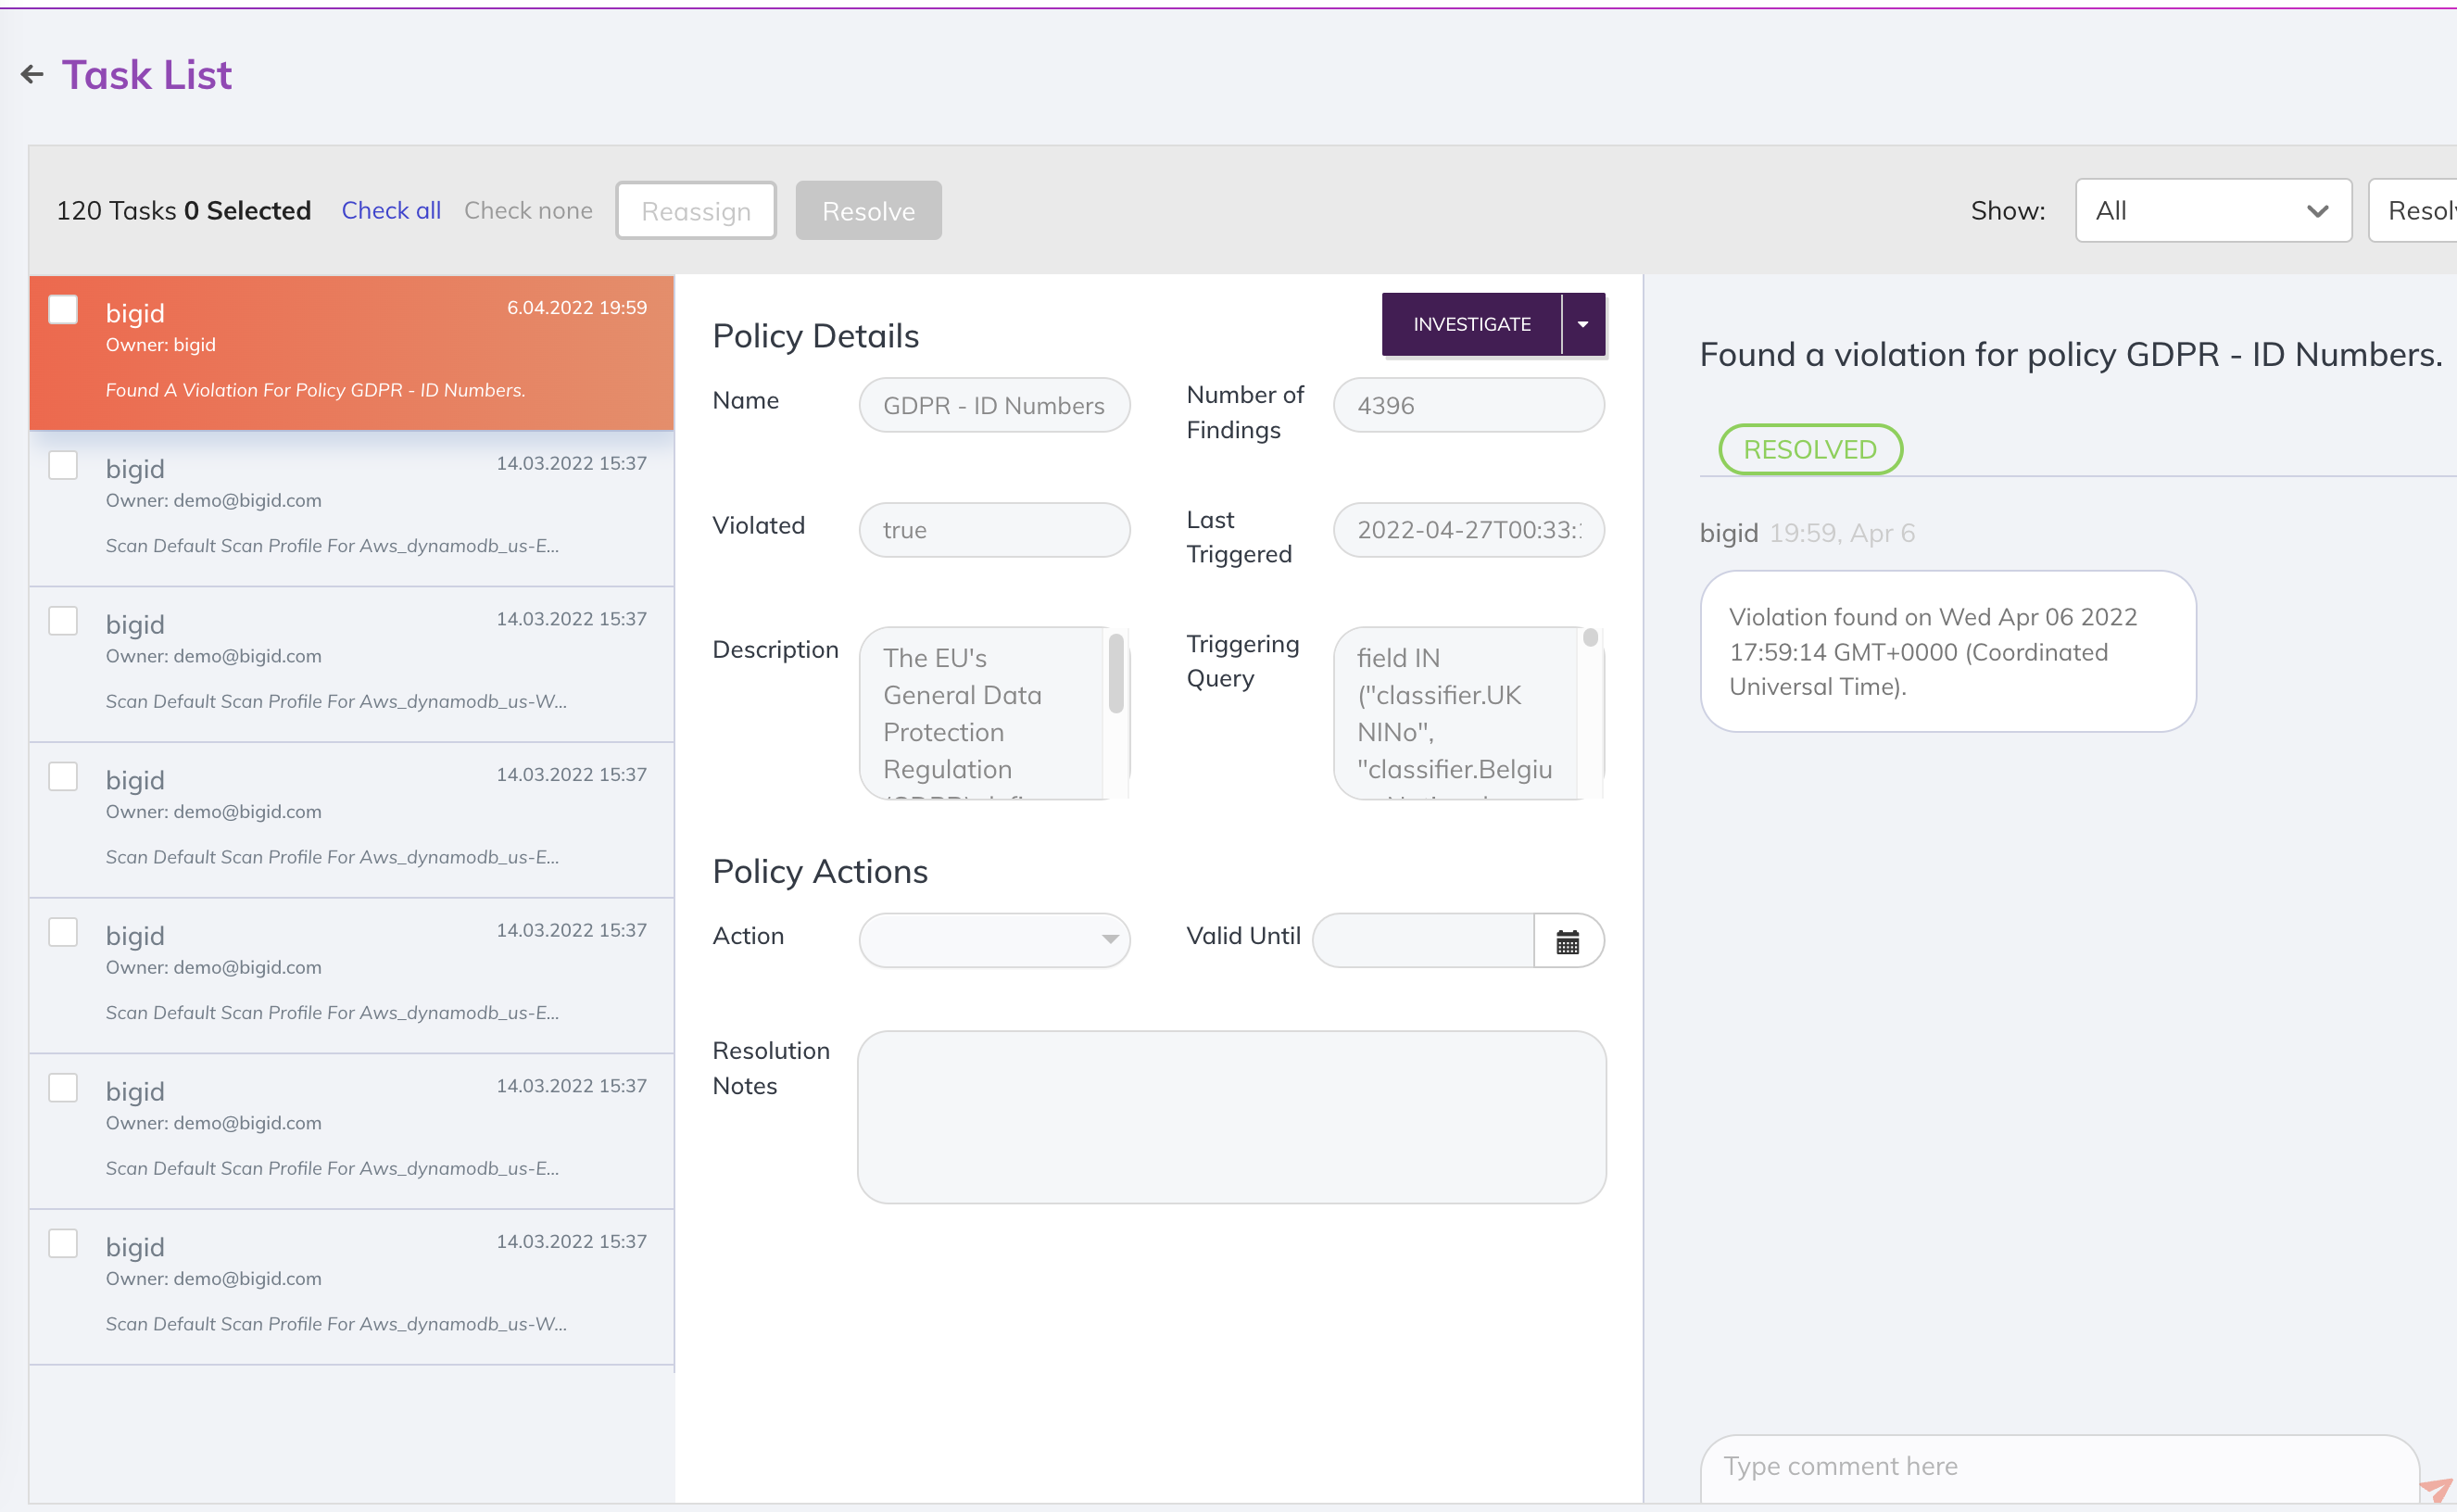 Task List
120 Tasks 0 Selected Check all Check none Reassign Resolve Show: All
bigid 6.04.2022 19:59
Owner: bigid
Found A Violation For Policy GDPR - ID Numbers.
bigid 14.03.2022 15:37
Owner: demo@bigid.com
Scan Default Scan Profile For Aws_dynamodb_us-E...
bigid 14.03.2022 15:37
Owner: demo@bigid.com
Scan Default Scan Profile For Aws_dynamodb_us-W...
bigid 14.03.2022 15:37
Owner: demo@bigid.com
Scan Default Scan Profile For Aws_dynamodb_us-E...
bigid 14.03.2022 15:37
Owner: demo@bigid.com
Scan Default Scan Profile For Aws_dynamodb_us-E...
bigid 14.03.2022 15:37
Owner: demo@bigid.com
Scan Default Scan Profile For Aws_dynamodb_us-E...
bigid 14.03.2022 15:37
Owner: demo@bigid.com
Scan Default Scan Profile For Aws_dynamodb_us-W...
Policy Details
INVESTIGATE
Name GDPR - ID Numbers
Number of
Findings
4396
Violated true
Last
Triggered
2022-04-27T00:33:
Description
The EU's
General Data
Protection
Regulation
Triggering
Query
field IN
("classifier.UK
NINo",
"classifier.Belgiu
Policy Actions
Action
Valid Until
Resolution
Notes
Found a violation for policy GDPR - ID Numbers.
RESOLVED
bigid 19:59, Apr 6
Violation found on Wed Apr 06 2022
17:59:14 GMT+0000 (Coordinated
Universal Time).
Type comment here